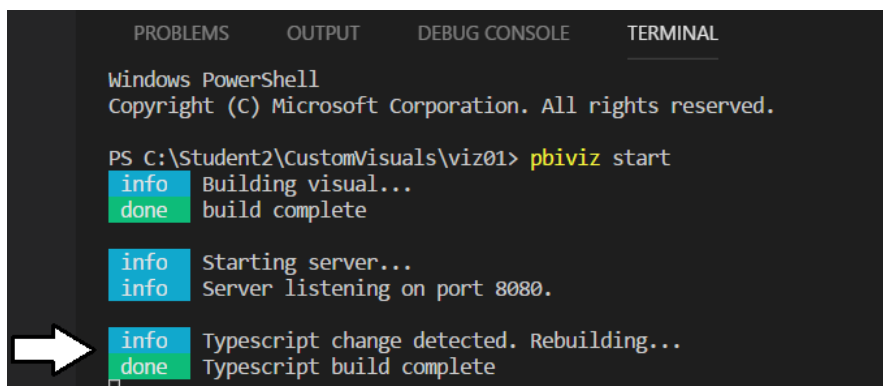 PROBLEMS OUTPUT DEBUG CONSOLE TERMINAL
Windows PowerShell
Copyright (C) Microsoft Corporation. All rights reserved.
PS C:\Student2\CustomVisuals\viz01> pbiviz start
info Building visual...
done build complete
info Starting server...
info Server listening on port 8080.
info Typescript change detected. Rebuilding...
done Typescript build complete